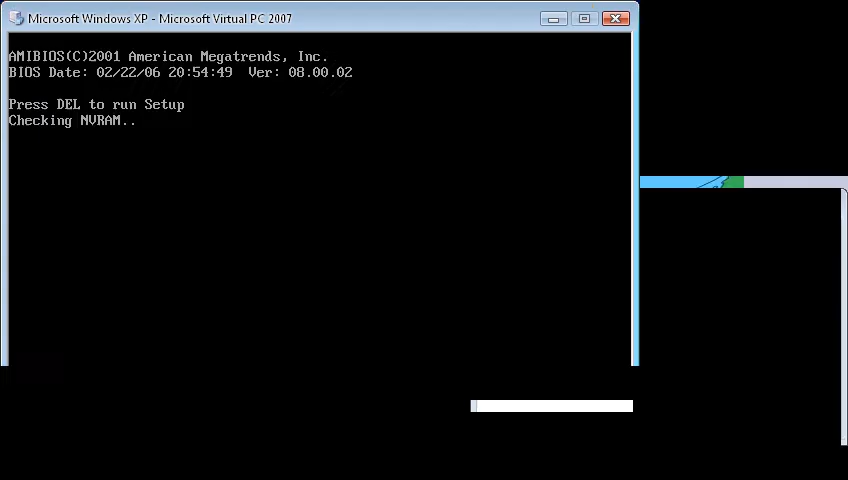 Microsoft Windows XP - Microsoft Virtual PC 2007
AMIBIOS(C)2001 American Megatrends, Inc.
BIOS Date: 02/22/06 20:54:49  Ver: 08.00.02
Press DEL to run Setup
Checking NVRAM..